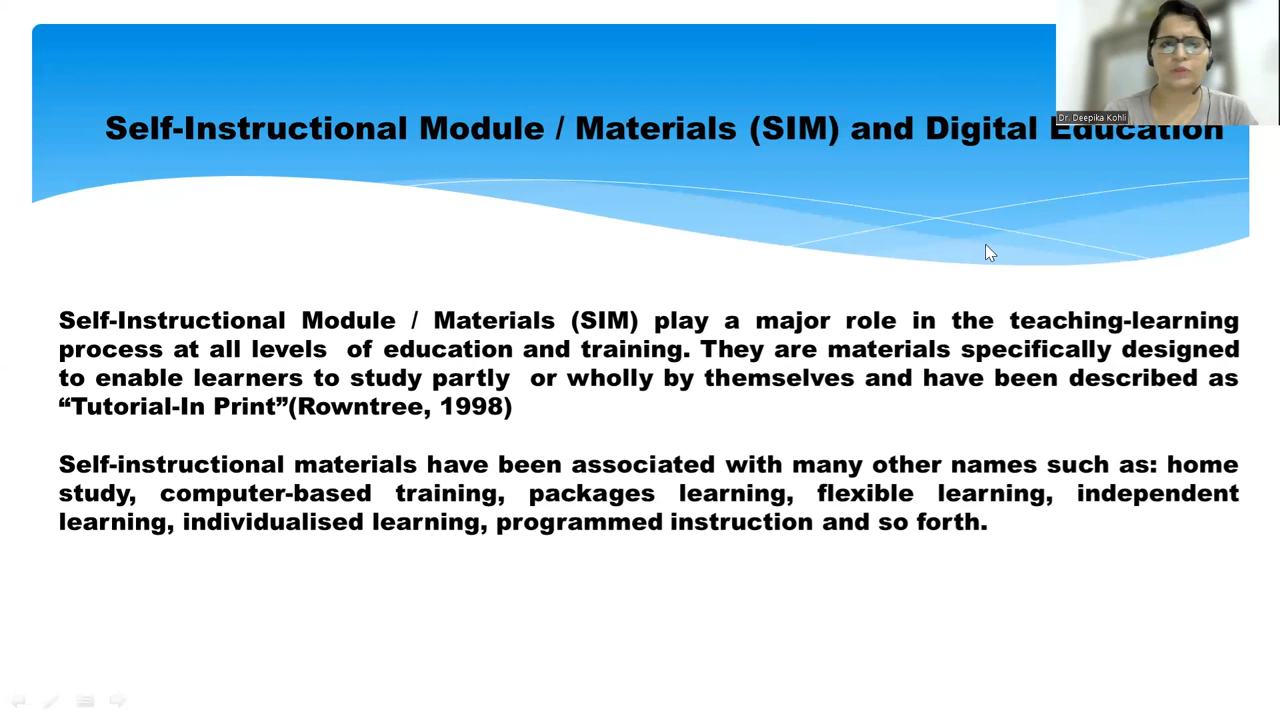 Self-Instructional Module / Materials (SIM) and Digital Education
Dr. Deepika Kohli
Self-Instructional Module / Materials (SIM) play a major role in the teaching-learning
process at all levels of education and training. They are materials specifically designed
to enable learners to study partly or wholly by themselves and have been described as
“Tutorial-In Print”(Rowntree, 1998)
Self-instructional materials have been associated with many other names such as: home
study, computer-based training, packages learning, flexible learning, independent
learning, individualised learning, programmed instruction and so forth.